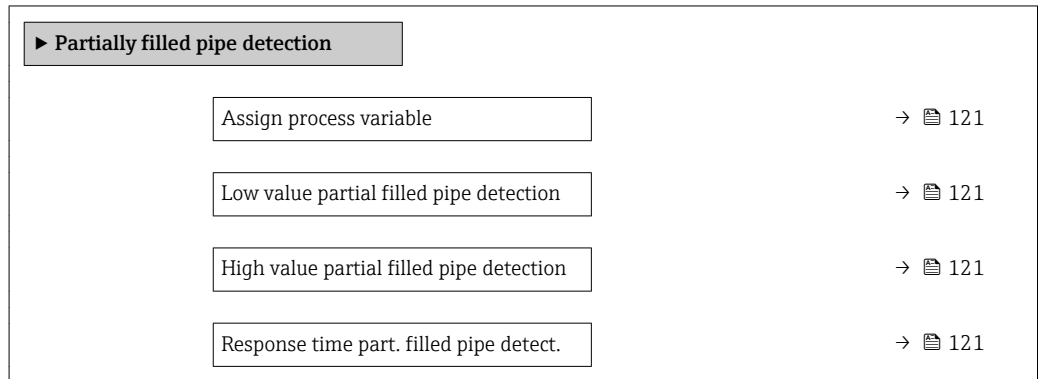 ► Partially filled pipe detection
Assign process variable → 121
Low value partial filled pipe detection → 121
High value partial filled pipe detection → 121
Response time part. filled pipe detect. → 121